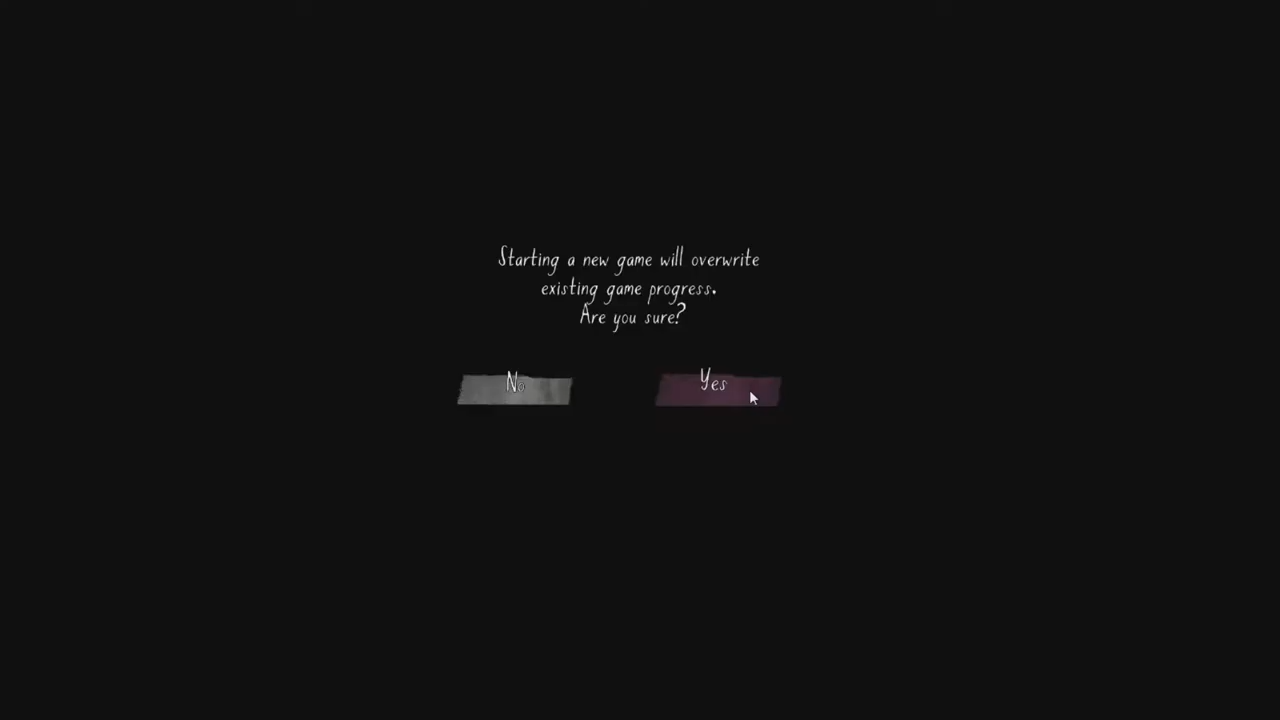 Starting a new game will overwrite
existing game progress.
Are you sure?
No
Yes